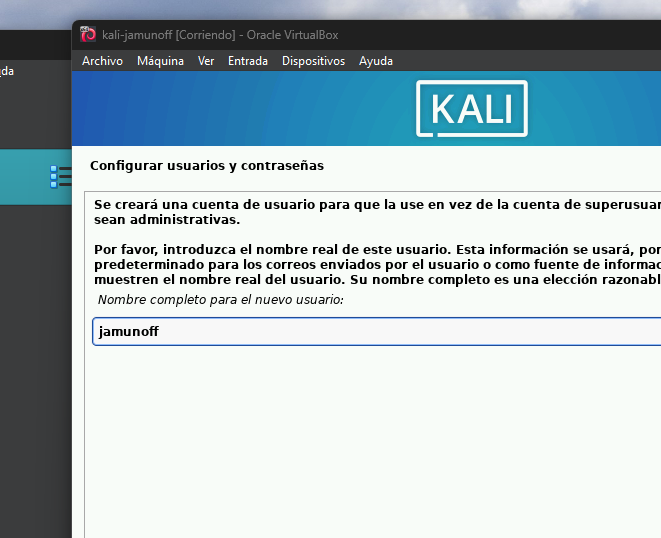 kali-jamunoff [Corriendo] - Oracle VirtualBox
Archivo Máquina Ver Entrada Dispositivos Ayuda
da
KALI
Configurar usuarios y contraseñas
Se creará una cuenta de usuario para que la use en vez de la cuenta de superusuar
sean administrativas.
Por favor, introduzca el nombre real de este usuario. Esta información se usará, por
predeterminado para los correos enviados por el usuario o como fuente de informac
muestren el nombre real del usuario. Su nombre completo es una elección razonabl
Nombre completo para el nuevo usuario:
jamunoff